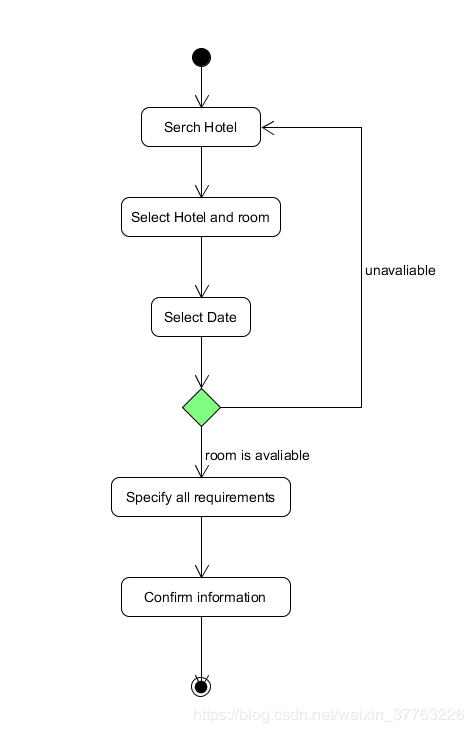 Serch Hotel
Select Hotel and room
unavaliable
Select Date
room is avaliable
Specify all requirements
Confirm information
https://blog.csdn.net/weixin_37763226